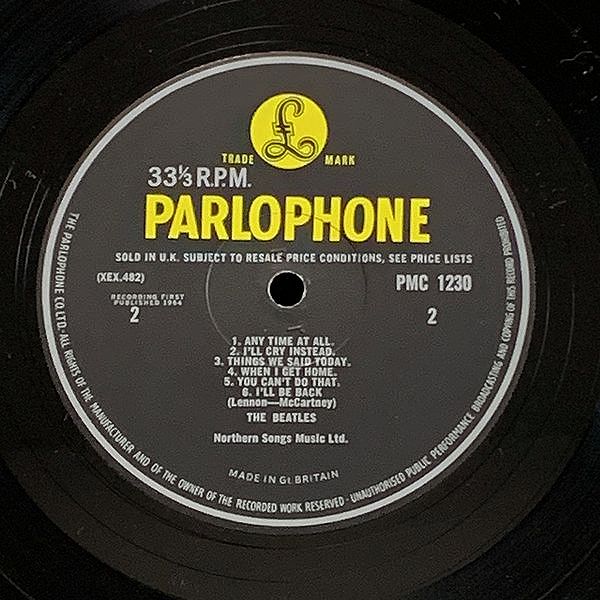 £
TRADE MARK
33⅓ R.P.M.
PARLOPHONE
SOLD IN U.K. SUBJECT TO RESALE PRICE CONDITIONS, SEE PRICE LISTS
(XEX.482)
PMC 1230
RECORDING FIRST
PUBLISHED 1964
2
2
1. ANY TIME AT ALL.
2. I'LL CRY INSTEAD.
3. THINGS WE SAID TODAY.
4. WHEN I GET HOME.
5. YOU CAN'T DO THAT.
6. I'LL BE BACK
(Lennon—McCartney)
THE BEATLES
Northern Songs Music Ltd.
MADE IN Gt. BRITAIN
THE PARLOPHONE CO. LTD. ALL RIGHTS OF THE MANUFACTURER AND OF THE OWNER OF THE RECORDED WORK RESERVED · UNAUTHORISED PUBLIC PERFORMANCE BROADCASTING AND COPYING OF THIS RECORD PROHIBITED